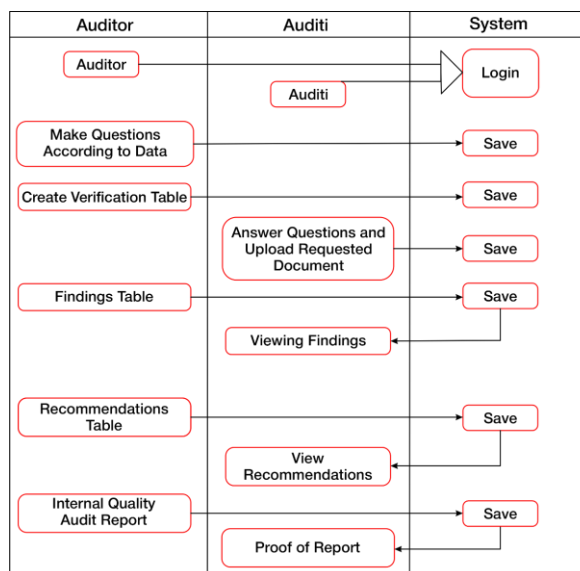 Auditor
Auditi
System
Auditor
Auditi
Login
Make Questions
According to Data
Save
Create Verification Table
Save
Answer Questions and
Upload Requested
Document
Save
Findings Table
Save
Viewing Findings
Recommendations
Table
Save
View
Recommendations
Internal Quality
Audit Report
Save
Proof of Report